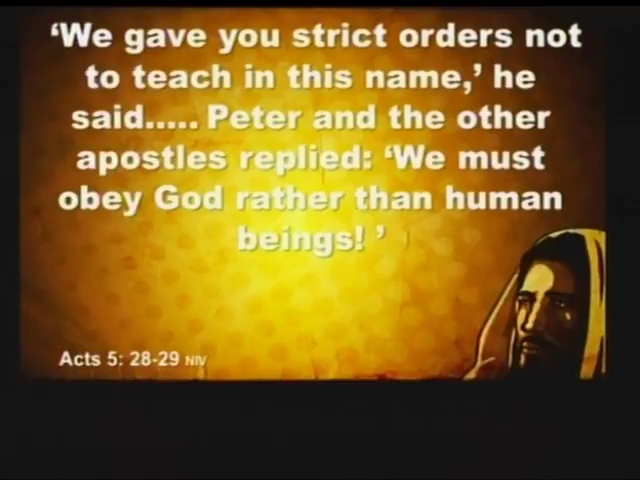 ‘We gave you strict orders not
to teach in this name,’ he
said..... Peter and the other
apostles replied: ‘We must
obey God rather than human
beings! ’
Acts 5: 28-29 NIV